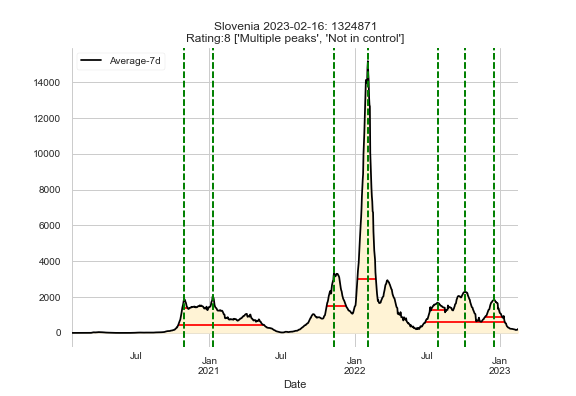 Slovenia 2023-02-16: 1324871
Rating:8 ['Multiple peaks', 'Not in control']
Average-7d
14000
12000
10000
8000
6000
4000
2000
0
Jul
Jan
2021
Jul
Jan
2022
Jul
Jan
2023
Date